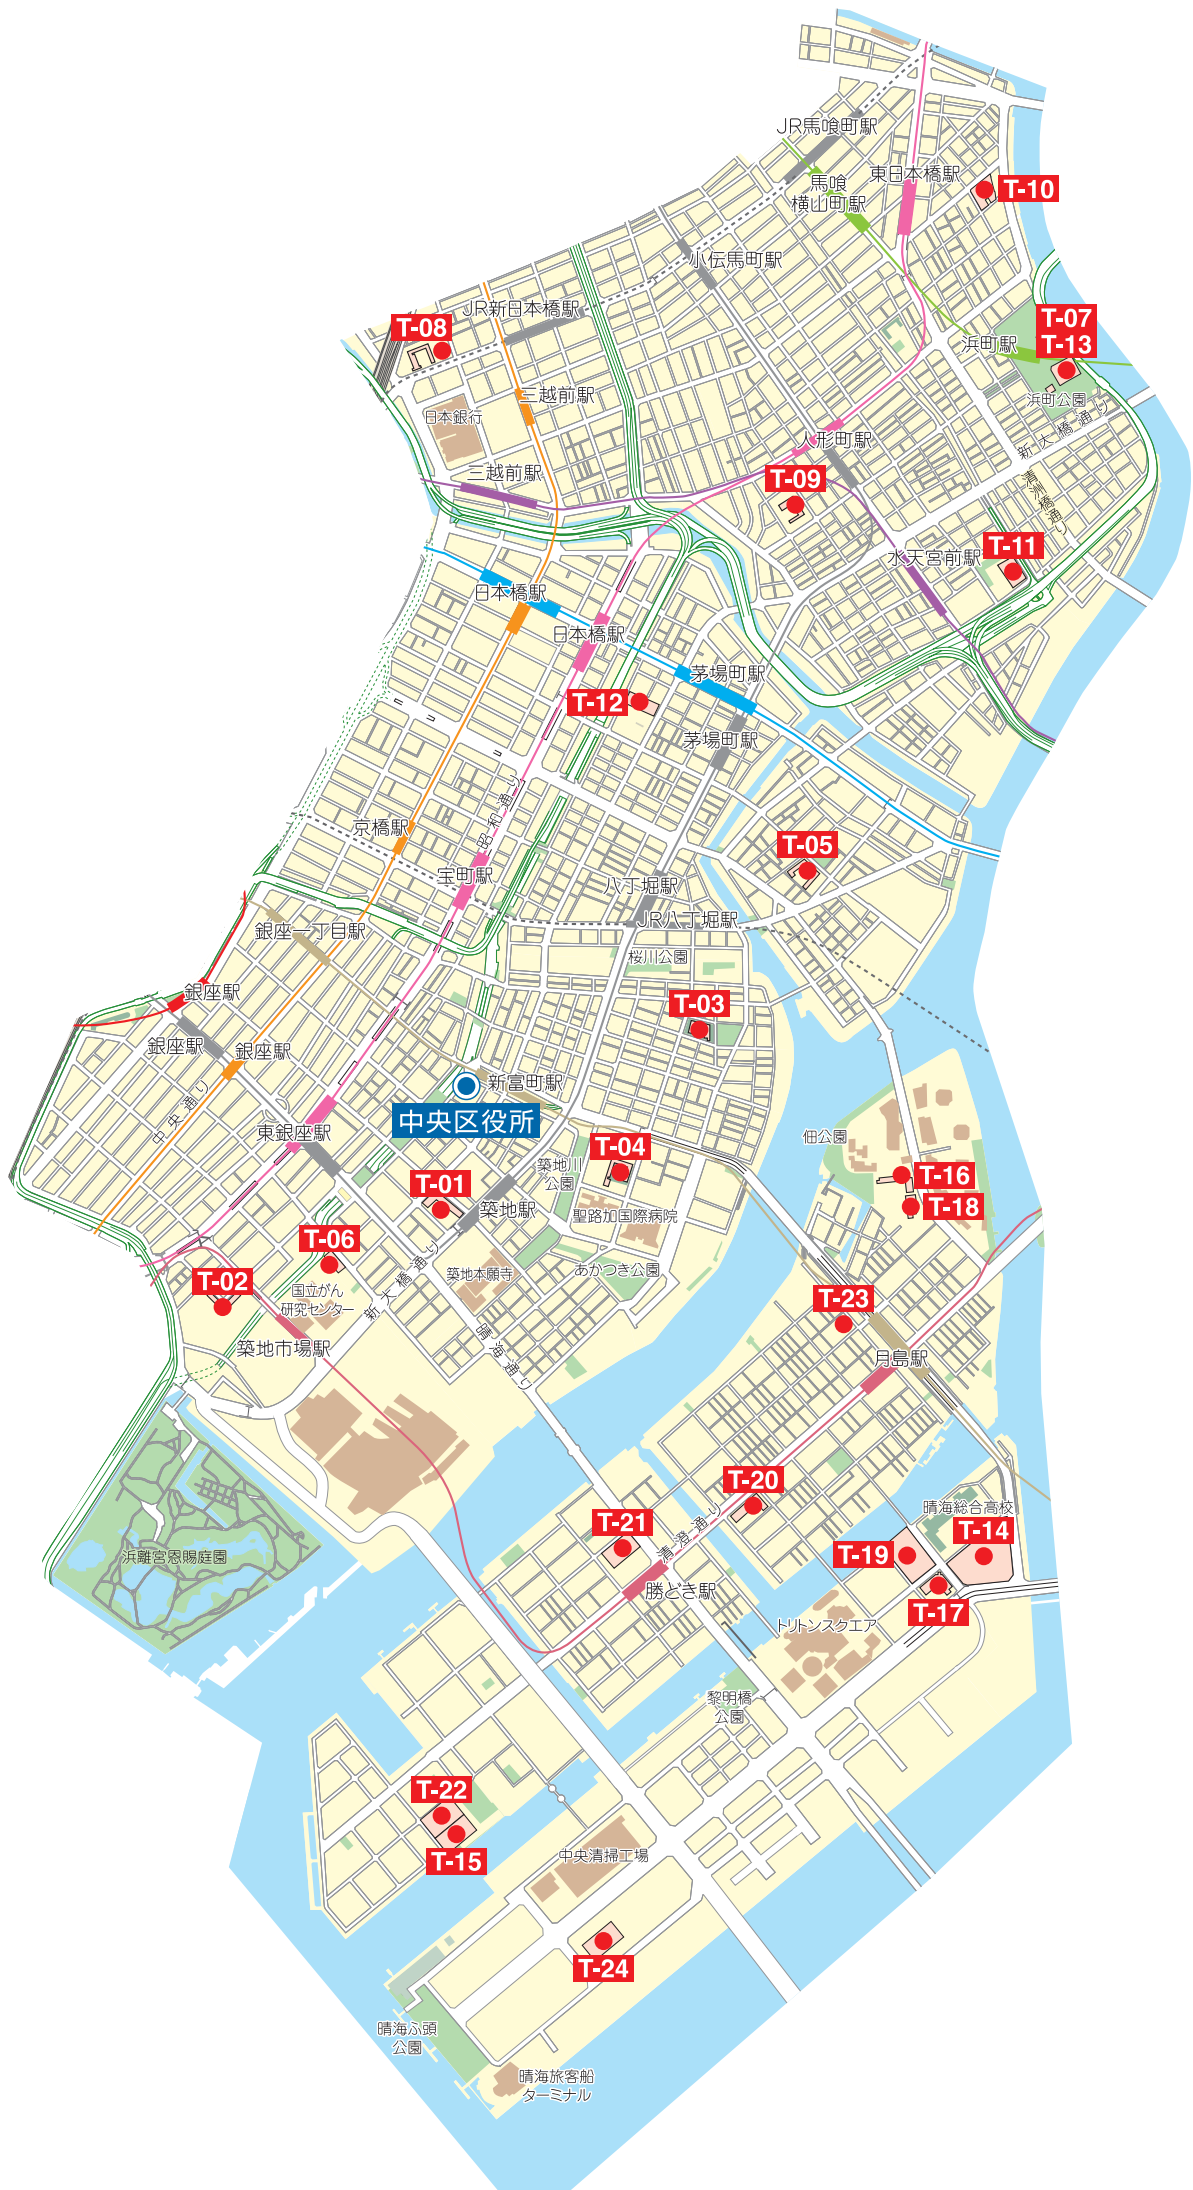 JR馬喰町駅
東日本橋駅
馬喰
横山町駅
T-10
小伝馬町駅
JR新日本橋駅
T-08
T-07
T-13
浜町駅
三越前駅
浜町公園
日本銀行
新大橋通り
人形町駅
三越前駅
T-09
清洲橋通り
T-11
水天宮前駅
日本橋駅
日本橋駅
茅場町駅
T-12
茅場町駅
昭和通り
京橋駅
T-05
宝町駅
八丁堀駅
JR八丁堀駅
銀座一丁目駅
桜川公園
銀座駅
T-03
銀座駅
銀座駅
新富町駅
中央通り
中央区役所
東銀座駅
佃公園
T-04
築地川
公園
T-16
T-01
T-18
築地駅
聖路加国際病院
T-06
新大橋通り
築地本願寺
あかつき公園
T-02
国立がん
研究センター
T-23
築地市場駅
晴海通り
月島駅
T-20
晴海総合高校
T-21
清澄通り
T-14
T-19
浜離宮恩賜庭園
勝どき駅
T-17
トリトンスクエア
黎明橋
公園
T-22
T-15
中央清掃工場
T-24
晴海ふ頭
公園
晴海旅客船
ターミナル